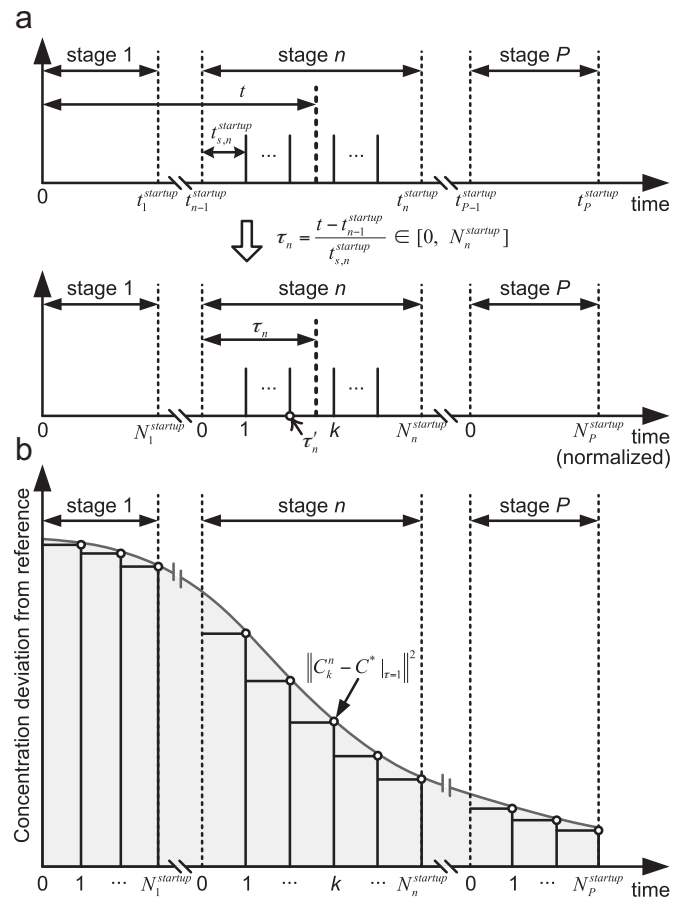 a
stage 1 stage n stage P
t
t_{s,n}^{startup}
... ...
0 t_1^{startup} t_{n-1}^{startup} t_n^{startup} t_{P-1}^{startup} t_P^{startup} time
τ_n = \frac{t - t_{n-1}^{startup}}{t_{s,n}^{startup}} ∈ [0, N_n^{startup}]
stage 1 stage n stage P
τ_n
... ...
0 N_1^{startup} 0 1 τ'_n k N_n^{startup} 0 N_P^{startup} time
(normalized)
b
Concentration deviation from reference
stage 1 stage n stage P
‖C_k^n − C^* |_{τ=1}‖^2
0 1 ... N_1^{startup} 0 1 ... k ... N_n^{startup} 0 1 ... N_P^{startup} time